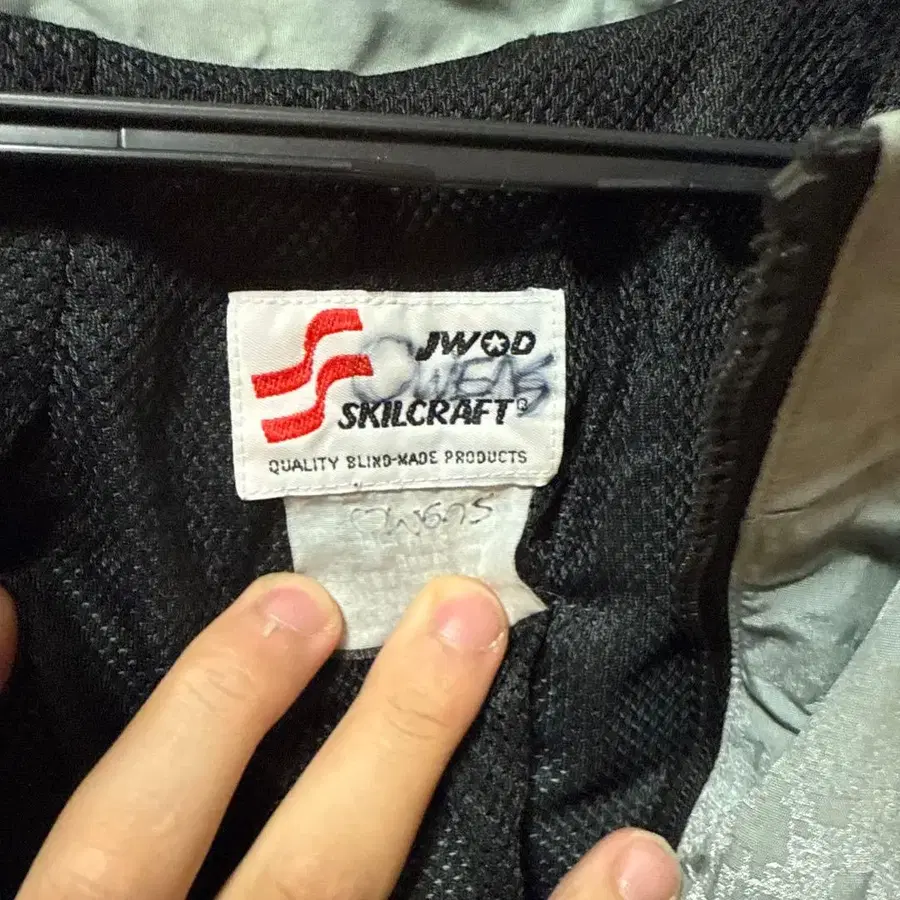 JWOD
OWENS
SKILCRAFT®
QUALITY BLIND-MADE PRODUCTS
OWENS